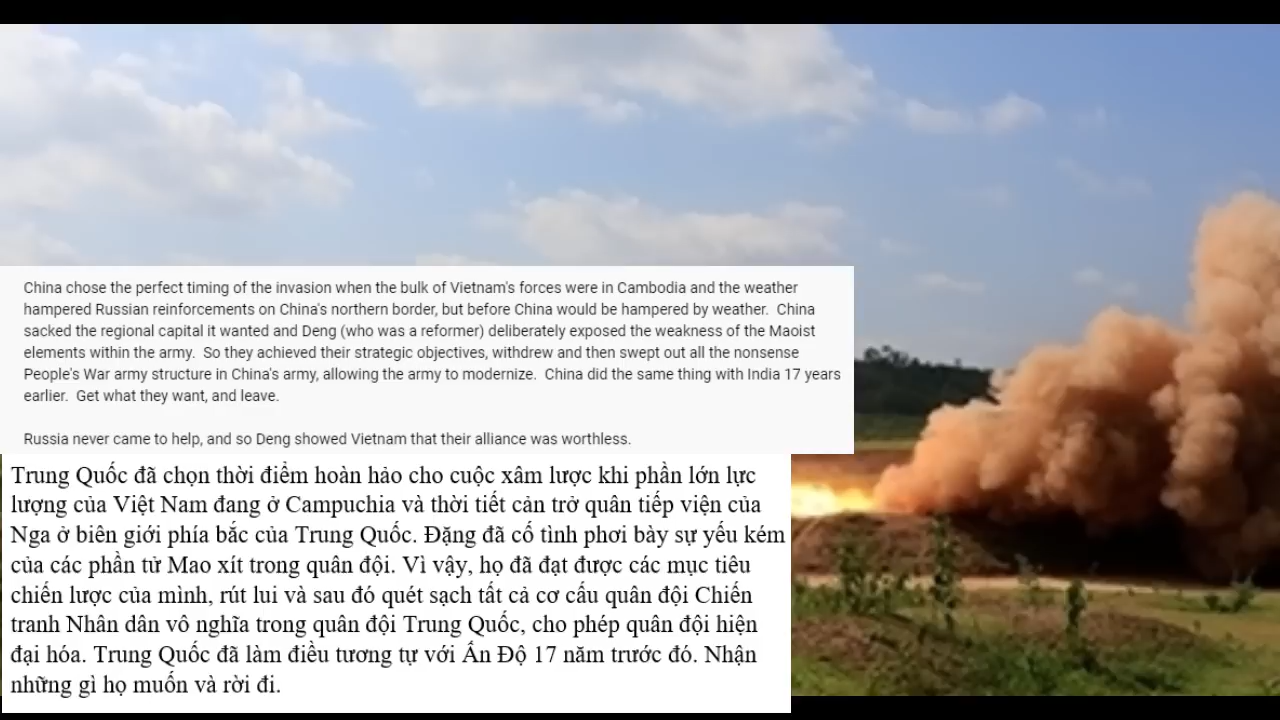 China chose the perfect timing of the invasion when the bulk of Vietnam's forces were in Cambodia and the weather
hampered Russian reinforcements on China's northern border, but before China would be hampered by weather.  China
sacked the regional capital it wanted and Deng (who was a reformer) deliberately exposed the weakness of the Maoist
elements within the army.  So they achieved their strategic objectives, withdrew and then swept out all the nonsense
People's War army structure in China's army, allowing the army to modernize.  China did the same thing with India 17 years
earlier.  Get what they want, and leave.
Russia never came to help, and so Deng showed Vietnam that their alliance was worthless.
Trung Quốc đã chọn thời điểm hoàn hảo cho cuộc xâm lược khi phần lớn lực
lượng của Việt Nam đang ở Campuchia và thời tiết cản trở quân tiếp viện của
Nga ở biên giới phía bắc của Trung Quốc. Đặng đã cố tình phơi bày sự yếu kém
của các phần tử Mao xít trong quân đội. Vì vậy, họ đã đạt được các mục tiêu
chiến lược của mình, rút lui và sau đó quét sạch tất cả cơ cấu quân đội Chiến
tranh Nhân dân vô nghĩa trong quân đội Trung Quốc, cho phép quân đội hiện
đại hóa. Trung Quốc đã làm điều tương tự với Ấn Độ 17 năm trước đó. Nhận
những gì họ muốn và rời đi.